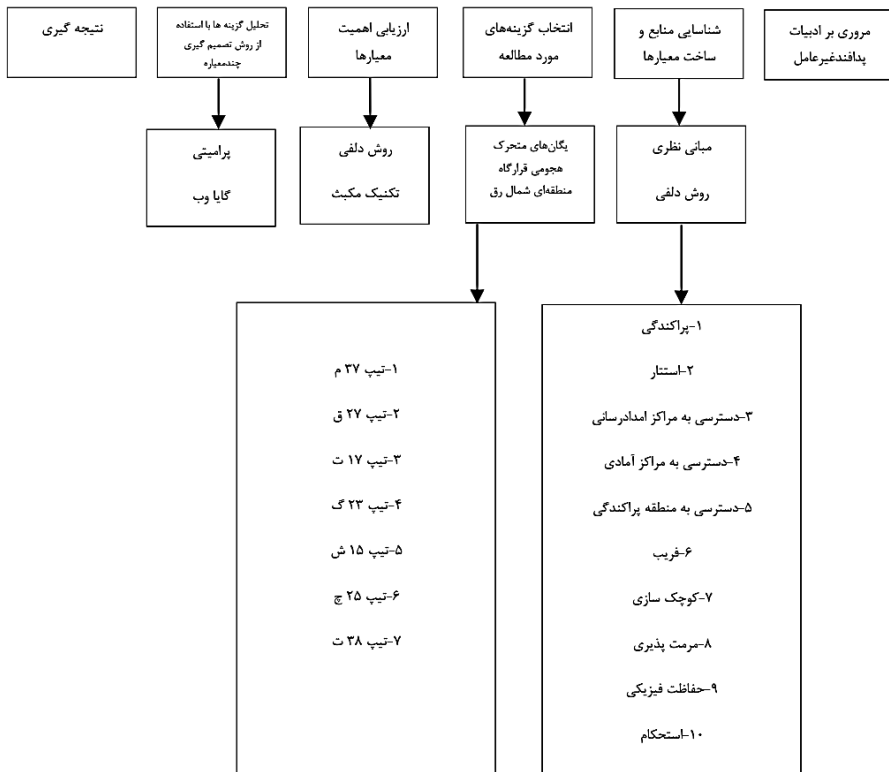 مروری بر ادبیات
پدافندغیرعامل
شناسایی منابع و
ساخت معیارها
انتخاب گزینه‌های
مورد مطالعه
ارزیابی اهمیت
معیارها
تحلیل گزینه ها با استفاده
از روش تصمیم گیری
چندمعیاره
نتیجه گیری
مبانی نظری
روش دلفی
یگان‌های متحرک
هجومی قرارگاه
منطقه‌ای شمال رق
روش دلفی
تکنیک مکبث
پرامیتی
گایا وب
۱-پراکندگی
۲-استتار
۳-دسترسی به مراکز امدادرسانی
۴-دسترسی به مراکز آمادی
۵-دسترسی به منطقه پراکندگی
۶-فریب
۷-کوچک سازی
۸-مرمت پذیری
۹-حفاظت فیزیکی
۱۰-استحکام
۱-تیپ ۳۷ م
۲-تیپ ۲۷ ق
۳-تیپ ۱۷ ت
۴-تیپ ۲۳ گ
۵-تیپ ۱۵ ش
۶-تیپ ۲۵ چ
۷-تیپ ۳۸ ت